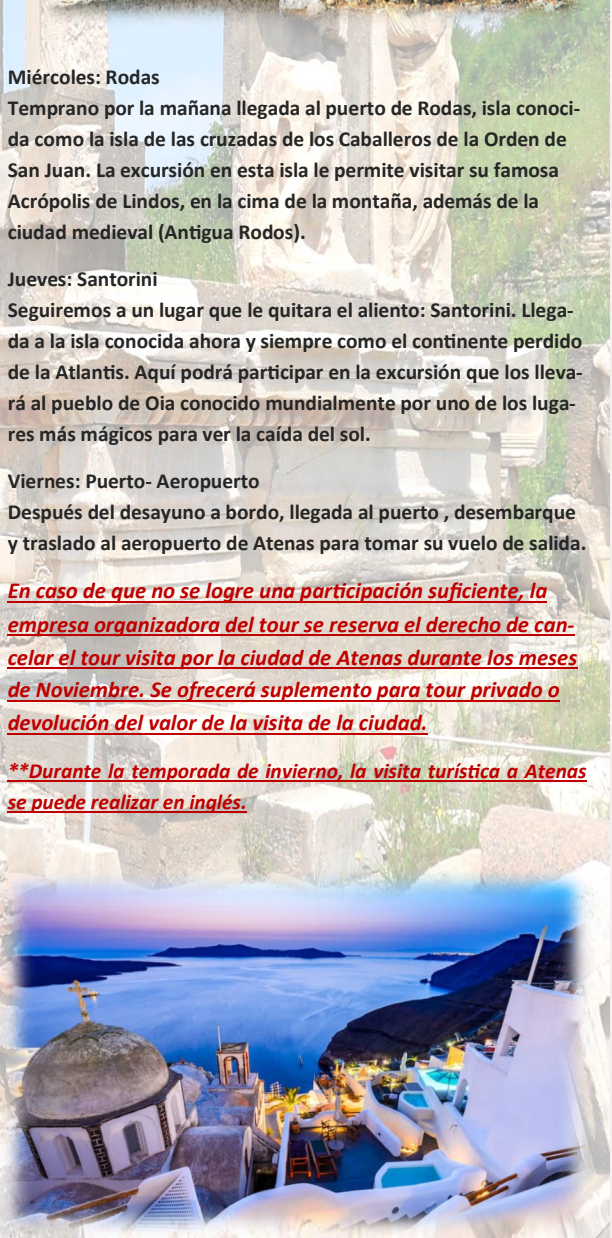 Miércoles: Rodas
Temprano por la mañana llegada al puerto de Rodas, isla conoci-
da como la isla de las cruzadas de los Caballeros de la Orden de
San Juan. La excursión en esta isla le permite visitar su famosa
Acrópolis de Lindos, en la cima de la montaña, además de la
ciudad medieval (Antigua Rodos).
Jueves: Santorini
Seguiremos a un lugar que le quitara el aliento: Santorini. Llega-
da a la isla conocida ahora y siempre como el continente perdido
de la Atlantis. Aquí podrá participar en la excursión que los lleva-
rá al pueblo de Oia conocido mundialmente por uno de los luga-
res más mágicos para ver la caída del sol.
Viernes: Puerto- Aeropuerto
Después del desayuno a bordo, llegada al puerto , desembarque
y traslado al aeropuerto de Atenas para tomar su vuelo de salida.
En caso de que no se logre una participación suficiente, la
empresa organizadora del tour se reserva el derecho de can-
celar el tour visita por la ciudad de Atenas durante los meses
de Noviembre. Se ofrecerá suplemento para tour privado o
devolución del valor de la visita de la ciudad.
**Durante la temporada de invierno, la visita turística a Atenas
se puede realizar en inglés.